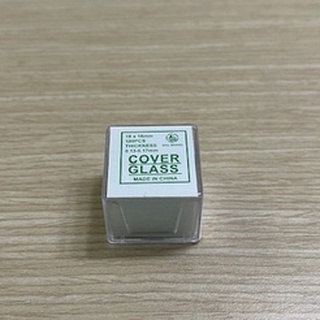 18 x 18mm
100PCS
THICKNESS
0.13-0.17mm
COVER
GLASS
MADE IN CHINA